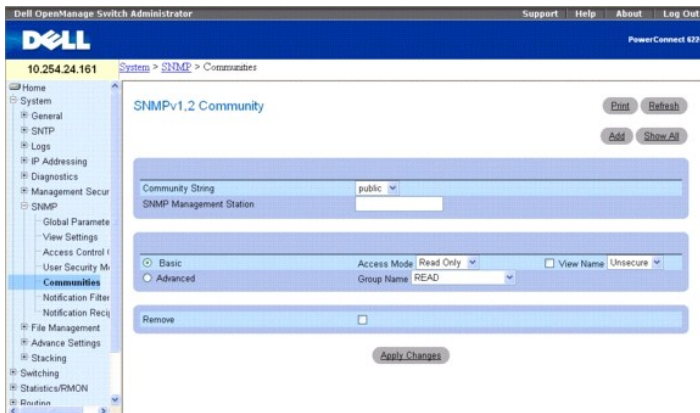 Dell OpenManage Switch Administrator
Support Help About Log Out
DELL
PowerConnect 622
10.254.24.161
System > SNMP > Communities
Home
System
General
SNTP
Logs
IP Addressing
Diagnostics
Management Secur
SNMP
Global Paramete
View Settings
Access Control
User Security M
Communities
Notification Filter
Notification Recip
File Management
Advance Settings
Stacking
Switching
Statistics/RMON
Routing
SNMPv1,2 Community
Print Refresh
Add Show All
Community String public
SNMP Management Station
Basic Access Mode Read Only View Name Unsecure
Advanced Group Name READ
Remove
Apply Changes